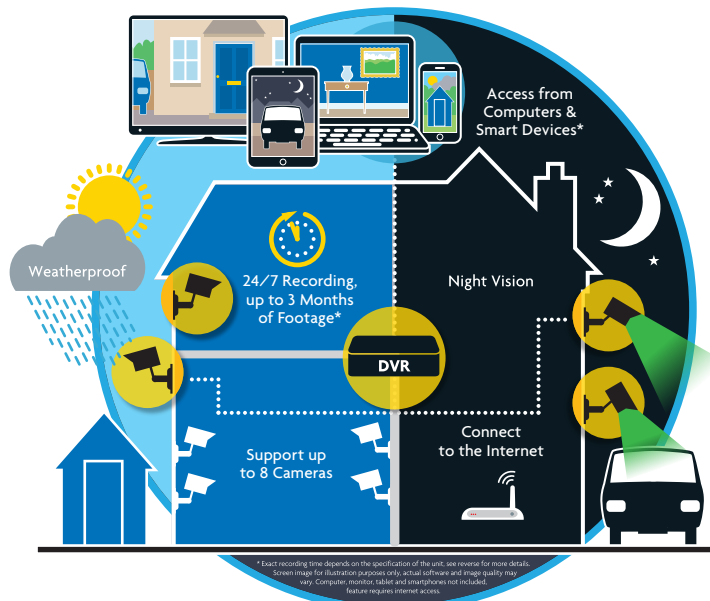 Access from
Computers &
Smart Devices*
Weatherproof
24/7 Recording,
up to 3 Months
of Footage*
Night Vision
DVR
Support up
to 8 Cameras
Connect
to the Internet
* Exact recording time depends on the specification of the unit, see reverse for more details.
Screen image for illustration purposes only, actual software and image quality may
vary. Computer, monitor, tablet and smartphones not included,
feature requires internet access.